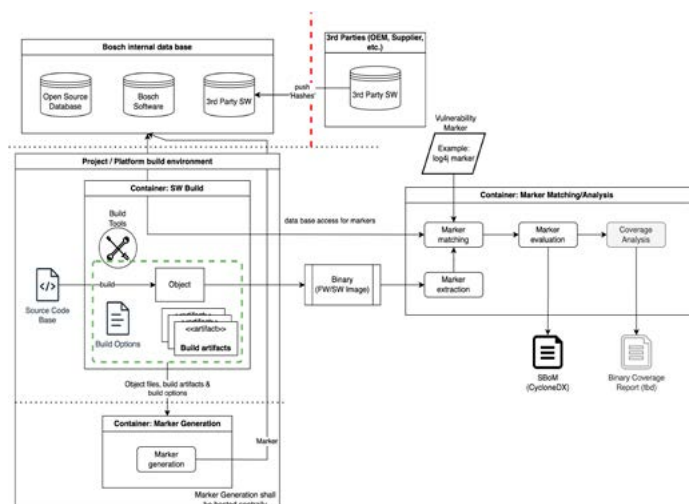 Bosch internal data base
3rd Parties (OEM, Supplier,
etc.)
Open Source
Database
Bosch
Software
3rd Party SW
push
'Hashes'
3rd Party SW
Vulnerability
Marker
Example:
log4j marker
Project / Platform build environment
Container: SW Build
Build
Tools
Container: Marker Matching/Analysis
data base access for markers
Marker
matching
Marker
evaluation
Coverage
Analysis
build
Object
Source Code
Base
Build Options
<<artifact>>
Build artifacts
Binary
(FW/SW Image)
Marker
extraction
Object files, build artifacts &
build options
SBoM
(CycloneDX)
Binary Coverage
Report (tbd)
Container: Marker Generation
Marker
generation
Marker
Marker Generation shall
be hosted centrally